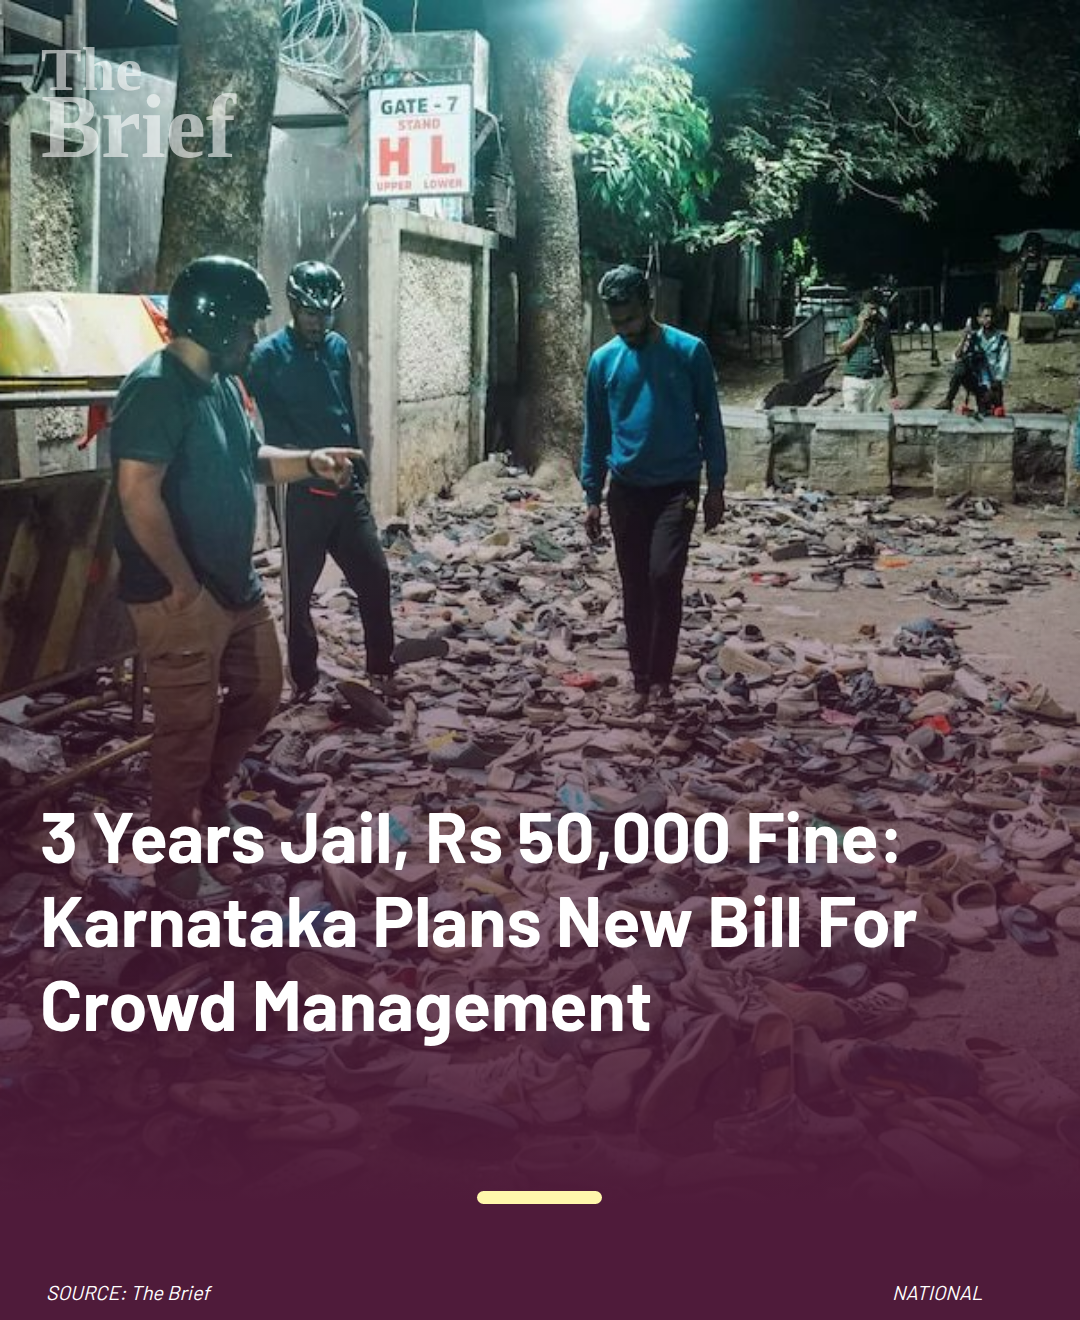 The
Brief
GATE - 7
STAND
H L
UPPER LOWER
3 Years Jail, Rs 50,000 Fine:
Karnataka Plans New Bill For
Crowd Management
SOURCE: The Brief
NATIONAL